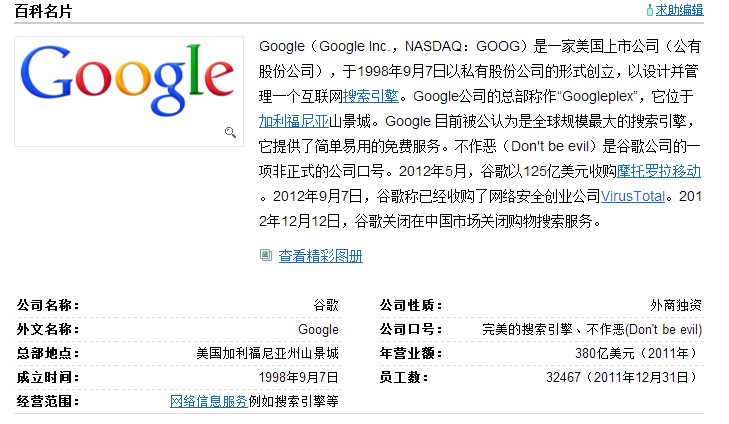 百科名片
求助编辑
Google
Google（Google Inc.，NASDAQ：GOOG）是一家美国上市公司（公有
股份公司），于1998年9月7日以私有股份公司的形式创立，以设计并管
理一个互联网搜索引擎。Google公司的总部称作“Googleplex”，它位于
加利福尼亚山景城。Google 目前被公认为是全球规模最大的搜索引擎，
它提供了简单易用的免费服务。不作恶（Don't be evil）是谷歌公司的一
项非正式的公司口号。2012年5月，谷歌以125亿美元收购摩托罗拉移动
。2012年9月7日，谷歌称已经收购了网络安全创业公司VirusTotal。201
2年12月12日，谷歌关闭在中国市场关闭购物搜索服务。
查看精彩图册
公司名称： 谷歌 公司性质： 外商独资
外文名称： Google 公司口号： 完美的搜索引擎、不作恶(Don't be evil)
总部地点： 美国加利福尼亚州山景城 年营业额： 380亿美元（2011年）
成立时间： 1998年9月7日 员工数： 32467（2011年12月31日）
经营范围： 网络信息服务例如搜索引擎等